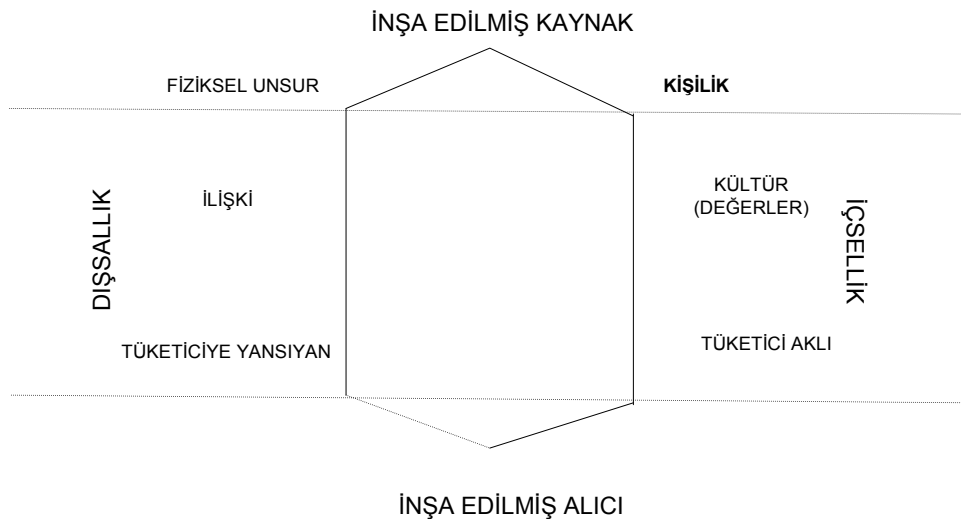 İNŞA EDİLMİŞ KAYNAK
FİZİKSEL UNSUR
KİŞİLİK
DIŞSALLIK
İLİŞKİ
KÜLTÜR
(DEĞERLER)
İÇSELLİK
TÜKETİCİYE YANSIYAN
TÜKETİCİ AKLI
İNŞA EDİLMİŞ ALICI